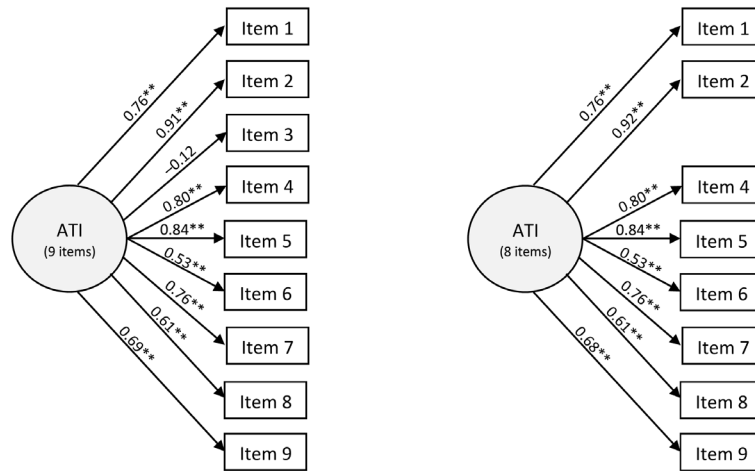 Item 1
Item 2
Item 3
Item 4
Item 5
Item 6
Item 7
Item 8
Item 9
0.76**
0.91**
−0.12
0.80**
0.84**
0.53**
0.76**
0.61**
0.69**
ATI
(9 items)
Item 1
Item 2
Item 4
Item 5
Item 6
Item 7
Item 8
Item 9
0.76**
0.92**
0.80**
0.84**
0.53**
0.76**
0.61**
0.68**
ATI
(8 items)